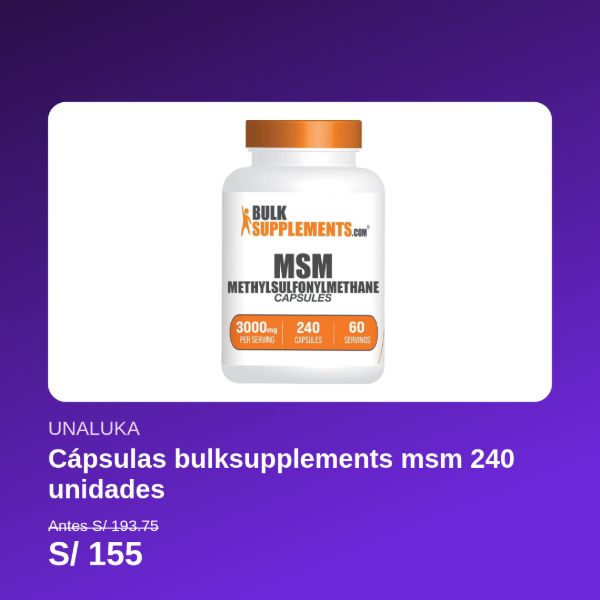 BULK
SUPPLEMENTS.COM®
MSM
METHYLSULFONYLMETHANE
CAPSULES
3000mg PER SERVING
240 CAPSULES
60 SERVINGS
UNALUKA
Cápsulas bulksupplements msm 240
unidades
Antes S/ 193.75
S/ 155